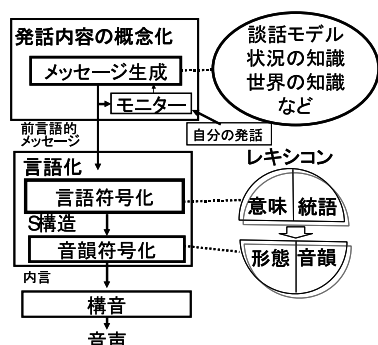 発話内容の概念化
メッセージ生成
モニター
談話モデル
状況の知識
世界の知識
など
前言語的
メッセージ
自分の発話
言語化
言語符号化
S構造
音韻符号化
レキシコン
意味
統語
形態
音韻
内言
構音
音声